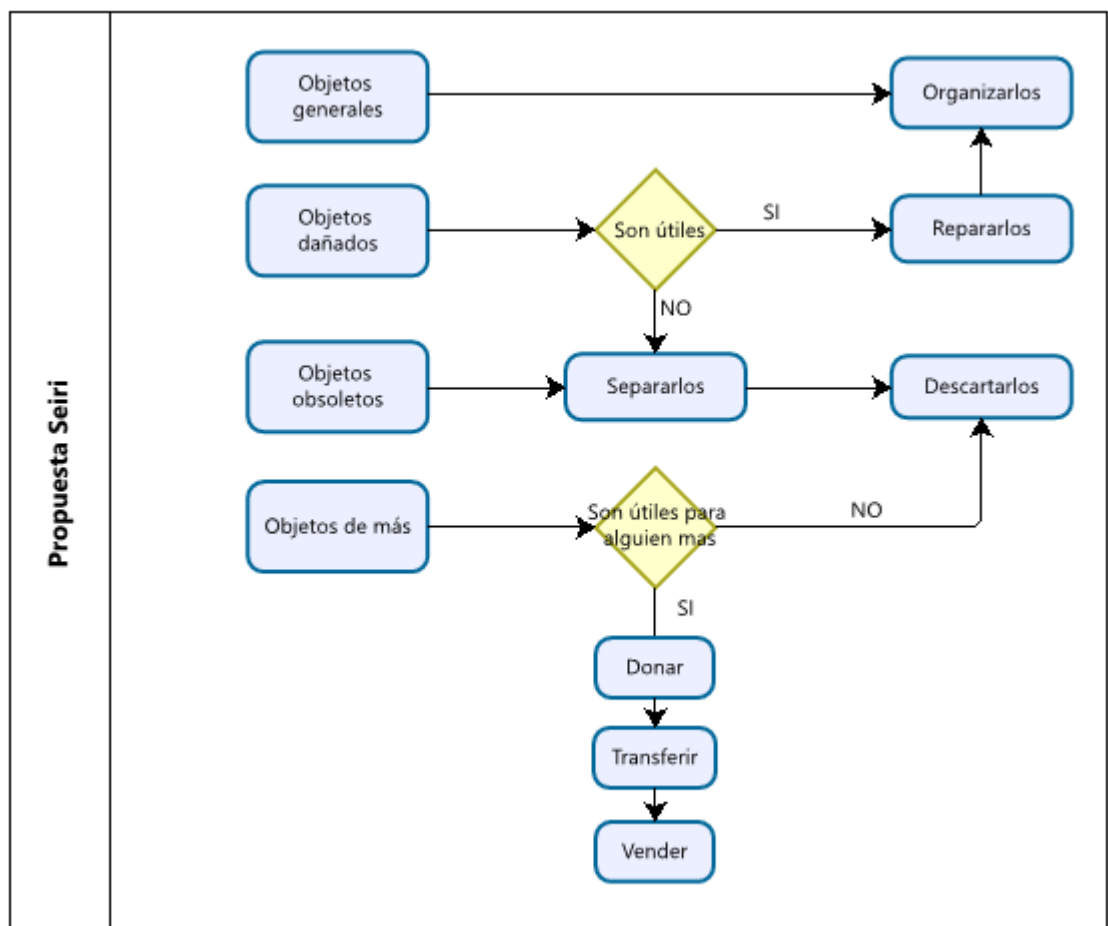 Propuesta Seiri
Objetos
generales
Organizarlos
Objetos
dañados
Son útiles
SI
Repararlos
NO
Objetos
obsoletos
Separarlos
Descartarlos
Objetos de más
Son útiles para
alguien mas
NO
SI
Donar
Transferir
Vender